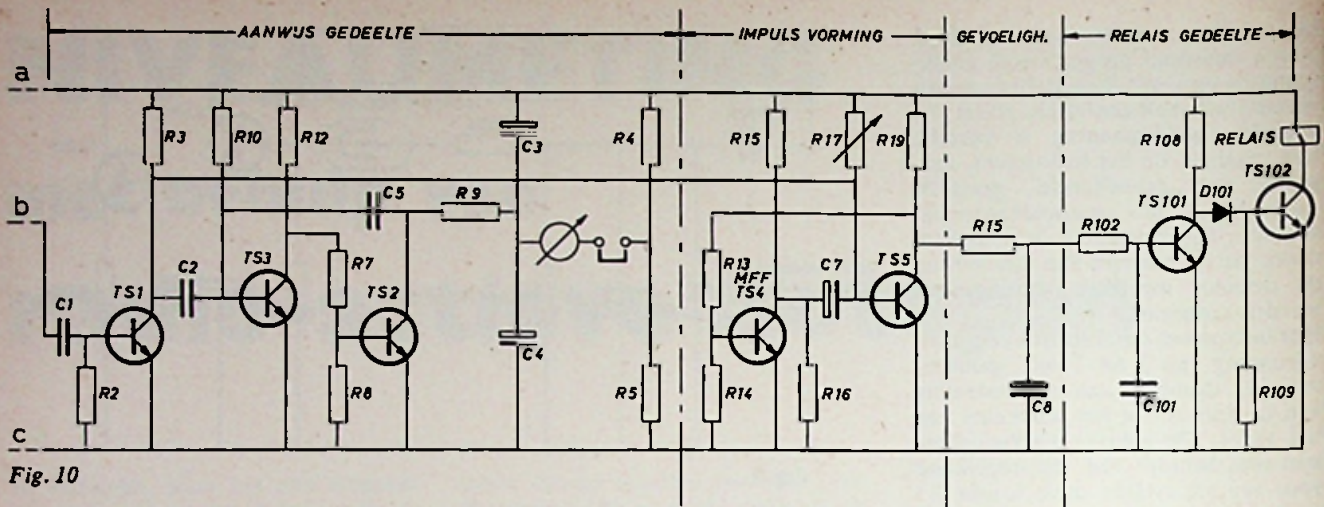 AANWIJS GEDEELTE
IMPULS VORMING
GEVOELIGH.
RELAIS GEDEELTE
a
R3
R10
R12
C3
R4
R15
R17
R19
R108
RELAIS
TS102
b
C5
R9
D101
TS101
C2
TS3
R7
R13
MFF
TS4
C7
TS5
R15
R102
C1
TS1
TS2
C4
R2
R8
R5
R14
R16
C8
C101
R109
c
Fig. 10